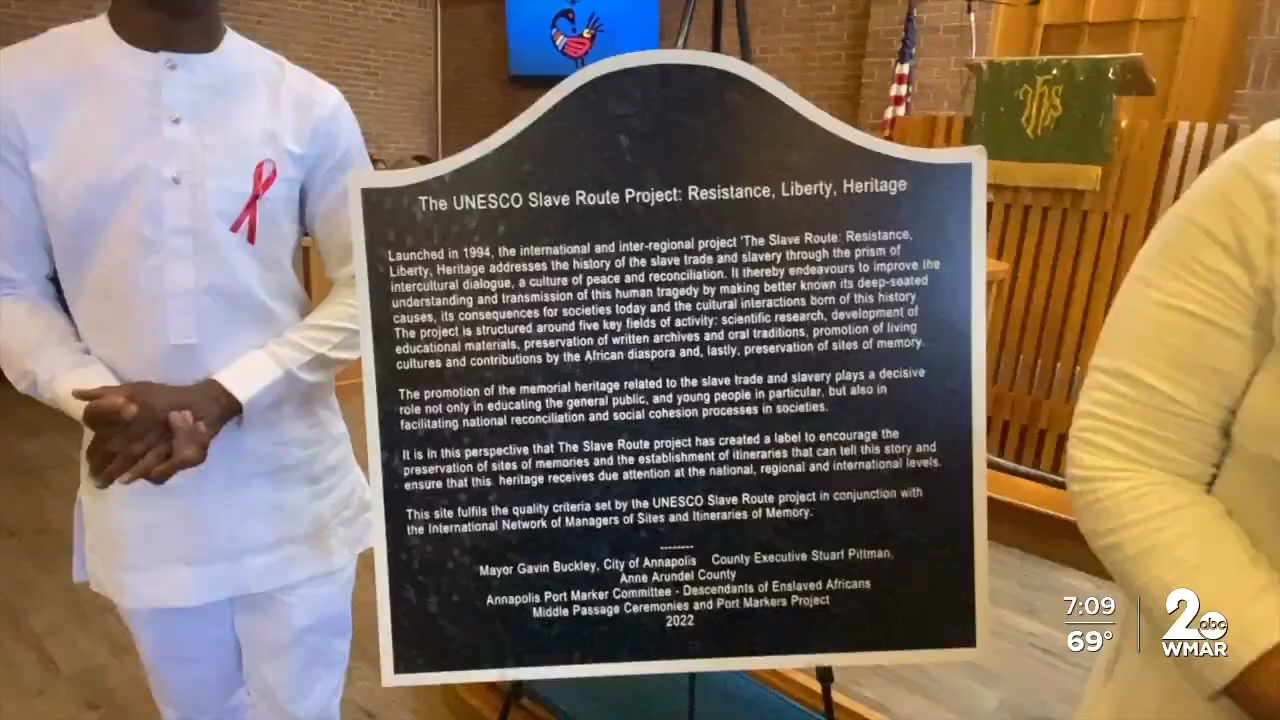 The UNESCO Slave Route Project: Resistance, Liberty, Heritage
Launched in 1994, the international and inter-regional project 'The Slave Route: Resistance,
Liberty, Heritage addresses the history of the slave trade and slavery through the prism of
intercultural dialogue, a culture of peace and reconciliation. It thereby endeavours to improve the
understanding and transmission of this human tragedy by making better known its deep-seated
causes, its consequences for societies today and the cultural interactions born of this history
The project is structured around five key fields of activity: scientific research, development of
educational materials, preservation of written archives and oral traditions, promotion of living
cultures and contributions by the African diaspora and, lastly, preservation of sites of memory.
The promotion of the memorial heritage related to the slave trade and slavery plays a decisive
role not only in educating the general public, and young people in particular, but also in
facilitating national reconciliation and social cohesion processes in societies.
It is in this perspective that The Slave Route project has created a label to encourage the
preservation of sites of memories and the establishment of itineraries that can tell this story and
ensure that this heritage receives due attention at the national, regional and international levels.
This site fulfils the quality criteria set by the UNESCO Slave Route project in conjunction with
the International Network of Managers of Sites and Itineraries of Memory.
--------
Mayor Gavin Buckley, City of Annapolis County Executive Stuart Pittman,
Anne Arundel County
Annapolis Port Marker Committee - Descendants of Enslaved Africans
Middle Passage Ceremonies and Port Markers Project
2022
jhs
7:09
69°
2 abc
WMAR